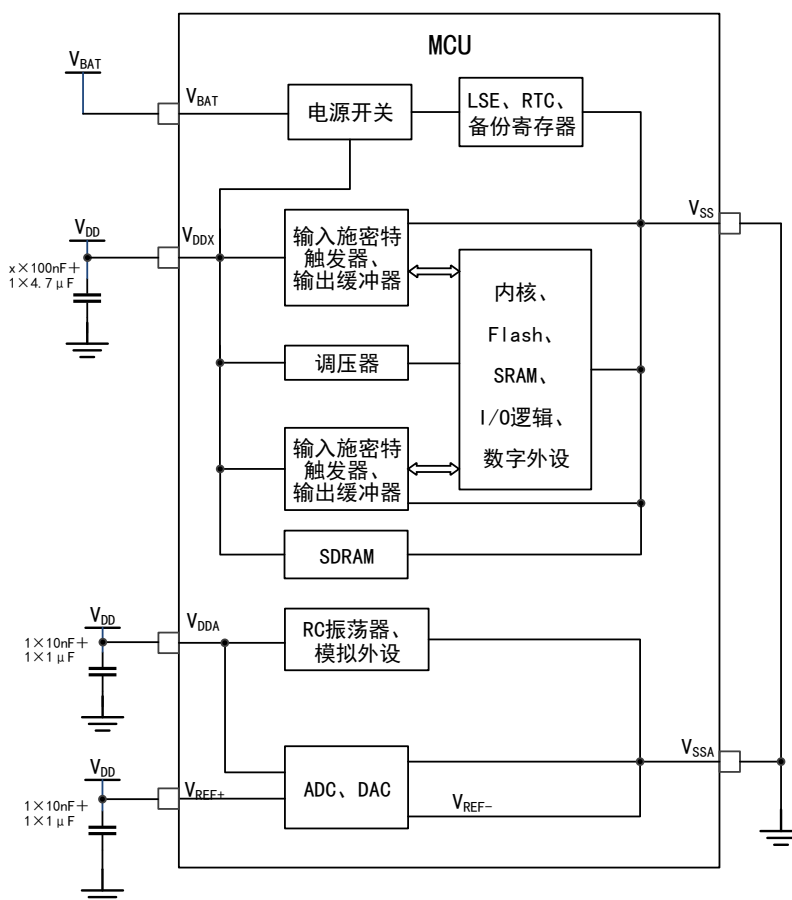 MCU
VBAT
VBAT
电源开关
LSE、RTC、
备份寄存器
VSS
VDD
VDDX
x×100nF+
1×4.7μF
输入施密特
触发器、
输出缓冲器
内核、
Flash、
SRAM、
I/O逻辑、
数字外设
调压器
输入施密特
触发器、
输出缓冲器
SDRAM
VDD
VDDA
1×10nF+
1×1μF
RC振荡器、
模拟外设
VSSA
VDD
VREF+
1×10nF+
1×1μF
ADC、DAC
VREF-